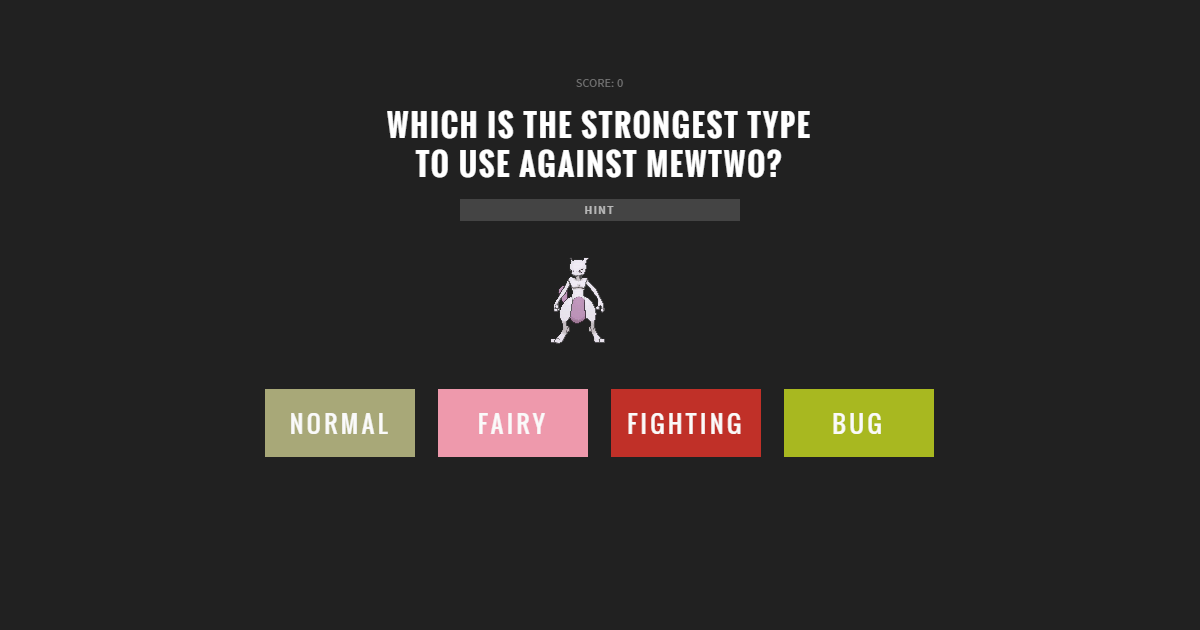 SCORE: 0
WHICH IS THE STRONGEST TYPE
TO USE AGAINST MEWTWO?
HINT
NORMAL
FAIRY
FIGHTING
BUG